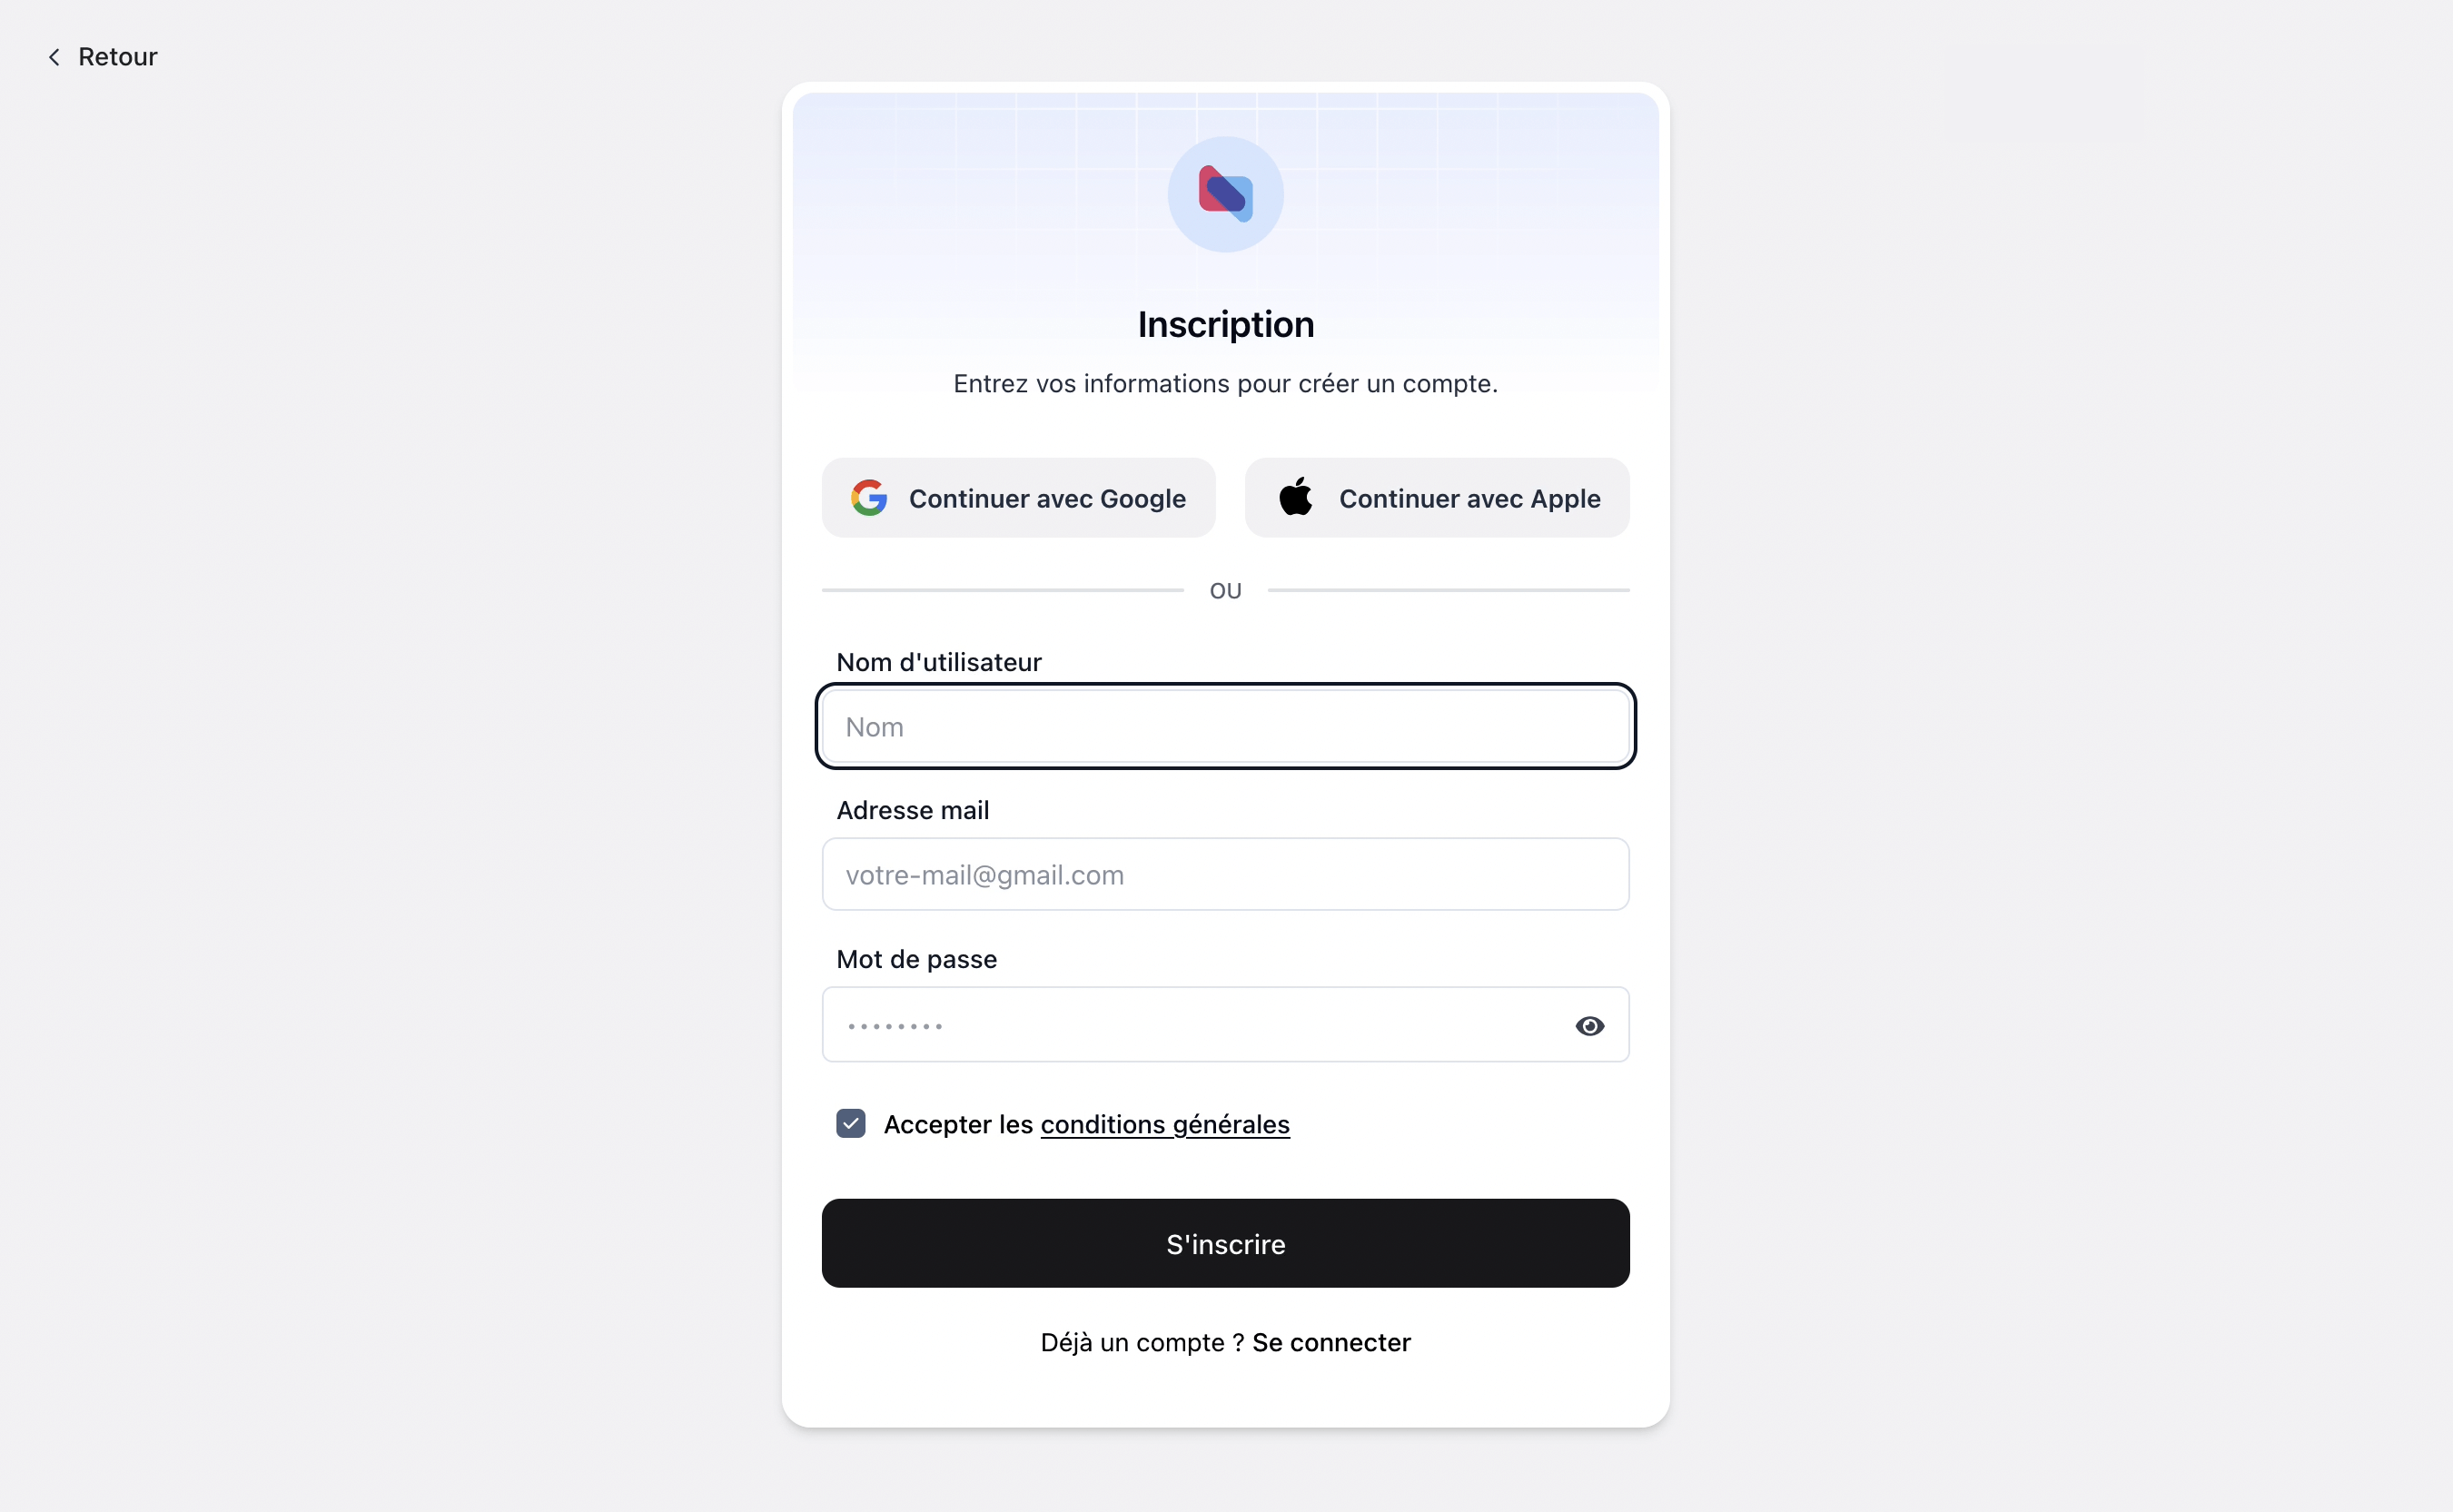 Retour
Inscription
Entrez vos informations pour créer un compte.
Continuer avec Google
Continuer avec Apple
OU
Nom d'utilisateur
Nom
Adresse mail
votre-mail@gmail.com
Mot de passe
••••••••
Accepter les conditions générales
S'inscrire
Déjà un compte ? Se connecter